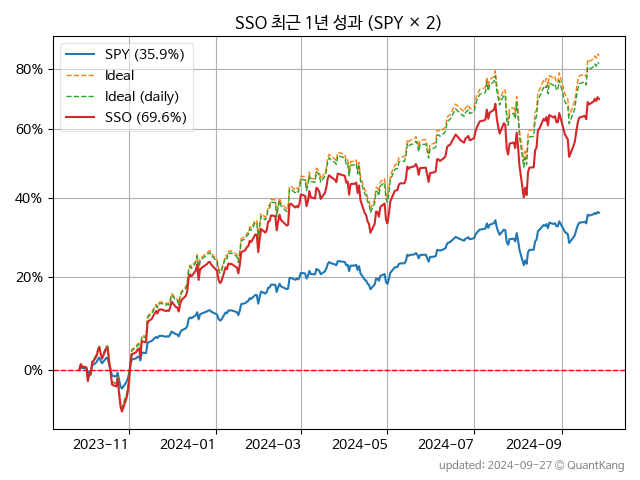 SSO 최근 1년 성과 (SPY × 2)
SPY (35.9%)
Ideal
Ideal (daily)
SSO (69.6%)
80%
60%
40%
20%
0%
2023-11 2024-01 2024-03 2024-05 2024-07 2024-09
updated: 2024-09-27 © QuantKang